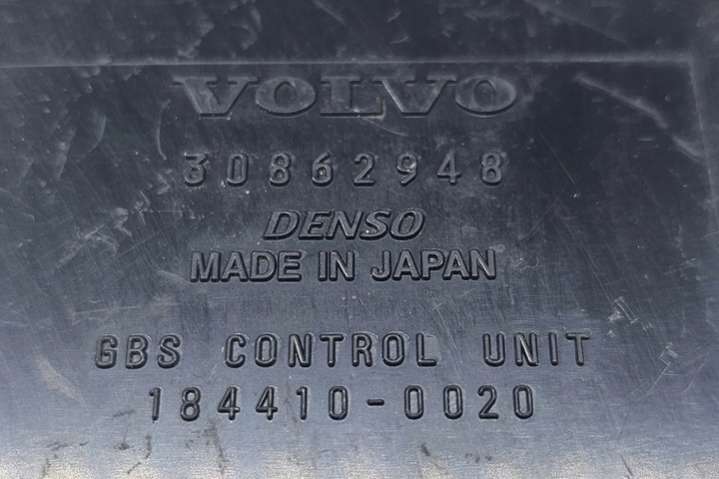 VOLVO
30862948
DENSO
MADE IN JAPAN
GBS CONTROL UNIT
184410-0020